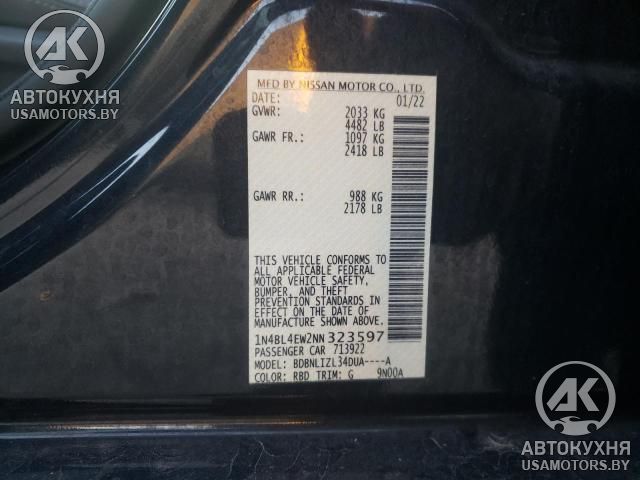 АК
АВТОКУХНЯ
USAMOTORS.BY
MFD BY NISSAN MOTOR CO., LTD.
DATE: 01/22
GVWR: 2033 KG
4482 LB
GAWR FR.: 1097 KG
2418 LB
GAWR RR.: 988 KG
2178 LB
THIS VEHICLE CONFORMS TO
ALL APPLICABLE FEDERAL
MOTOR VEHICLE SAFETY,
BUMPER, AND THEFT
PREVENTION STANDARDS IN
EFFECT ON THE DATE OF
MANUFACTURE SHOWN ABOVE.
1N4BL4EW2NN323597
PASSENGER CAR 713922
MODEL: BDBNLIZL34DUA----A
COLOR: RBD TRIM: G 9N00A
АК
АВТОКУХНЯ
USAMOTORS.BY